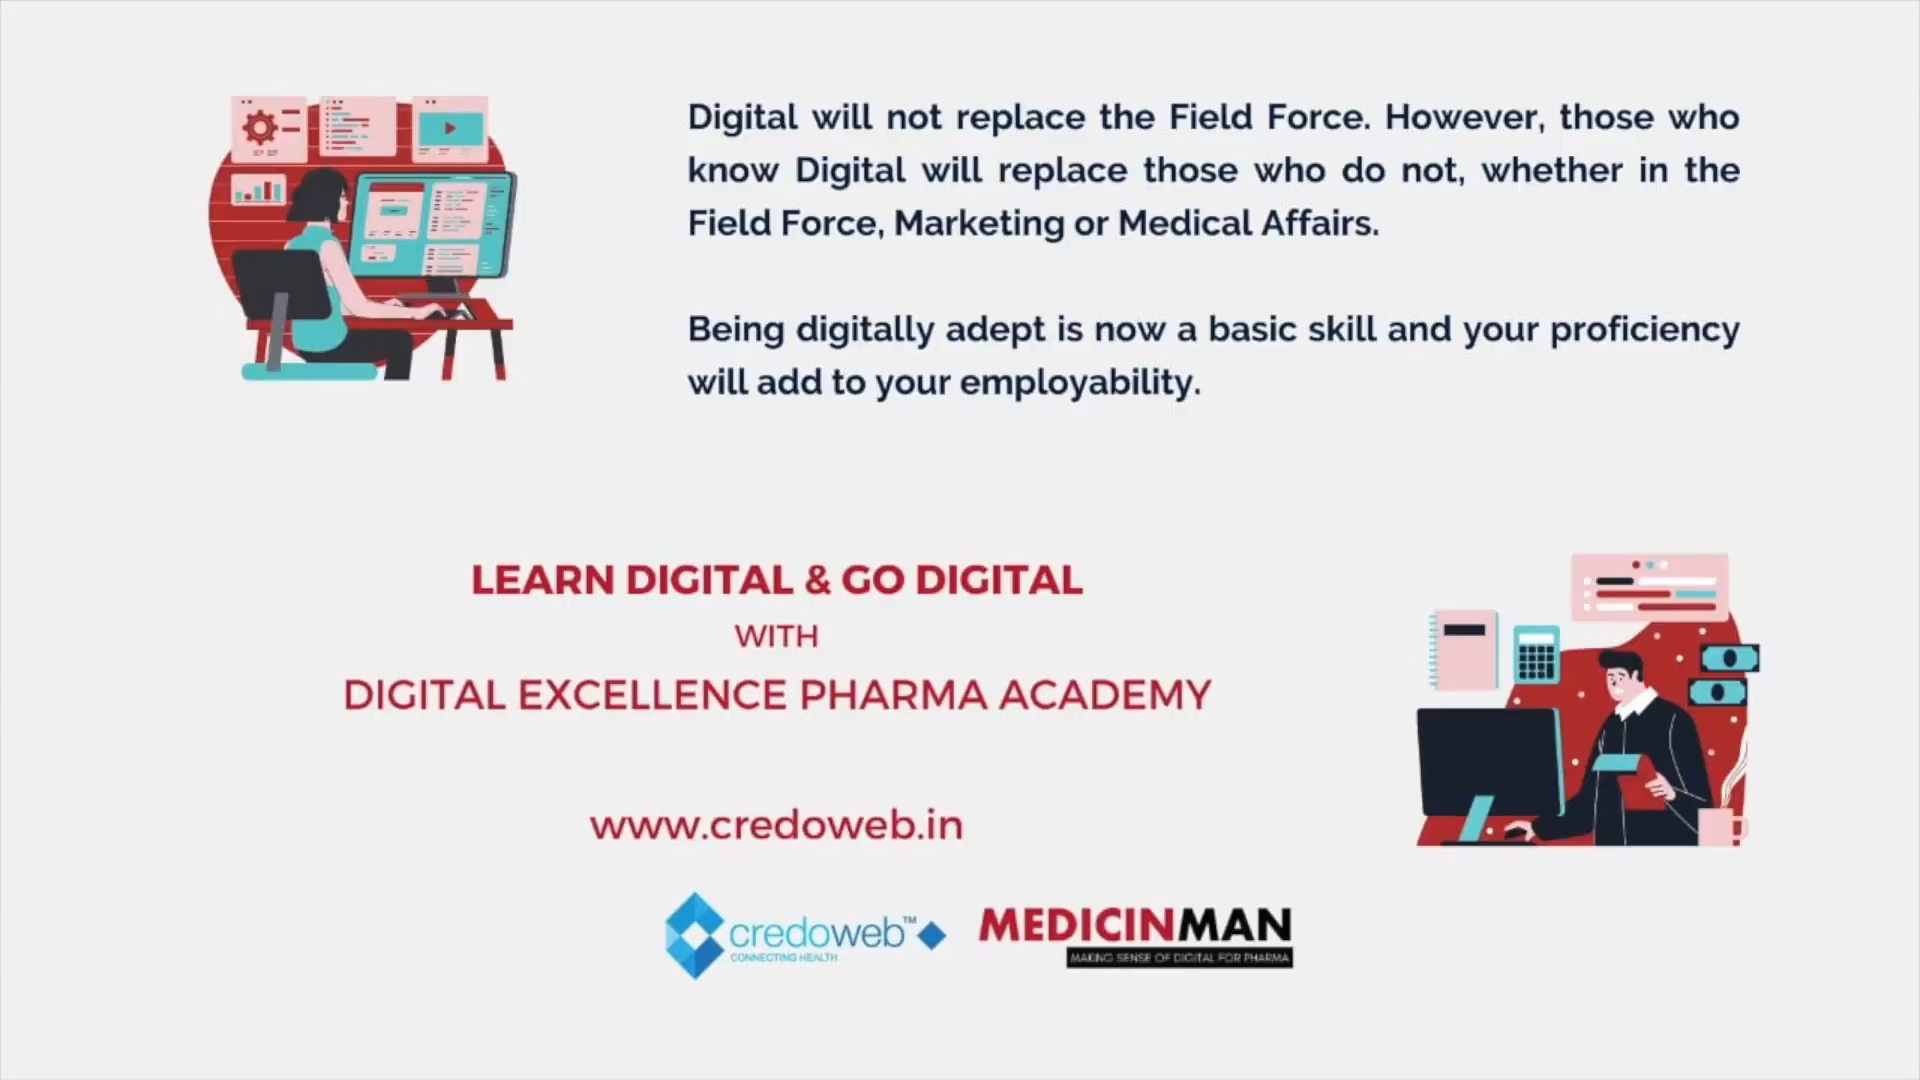 Digital will not replace the Field Force. However, those who
know Digital will replace those who do not, whether in the
Field Force, Marketing or Medical Affairs.
Being digitally adept is now a basic skill and your proficiency
will add to your employability.
LEARN DIGITAL & GO DIGITAL
WITH
DIGITAL EXCELLENCE PHARMA ACADEMY
www.credoweb.in
credoweb™
CONNECTING HEALTH
MEDICINMAN
MAKING SENSE OF DIGITAL FOR PHARMA